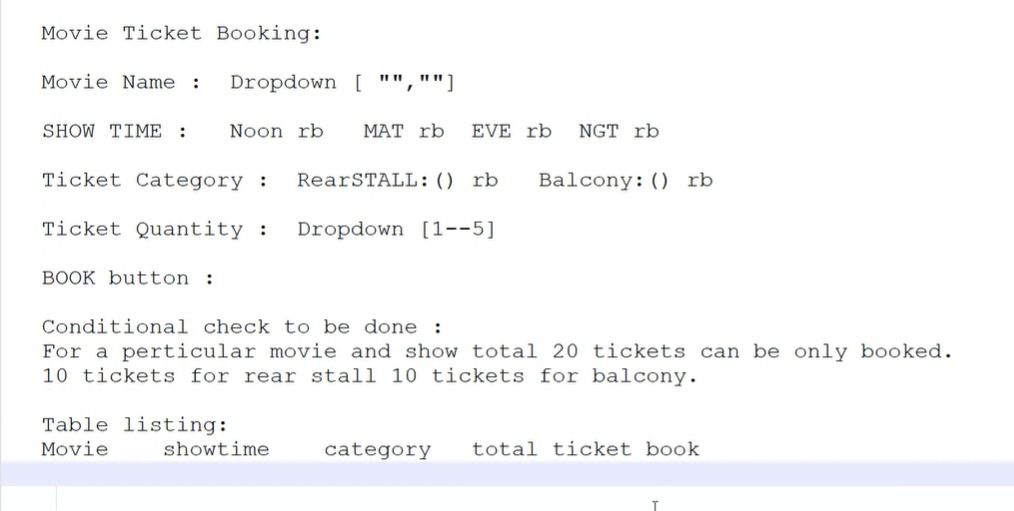 Movie Ticket Booking:
Movie Name :  Dropdown [ "",""]
SHOW TIME :   Noon rb   MAT rb  EVE rb  NGT rb
Ticket Category :  RearSTALL:() rb   Balcony:() rb
Ticket Quantity :  Dropdown [1--5]
BOOK button :
Conditional check to be done :
For a perticular movie and show total 20 tickets can be only booked.
10 tickets for rear stall 10 tickets for balcony.
Table listing:
Movie    showtime    category   total ticket book